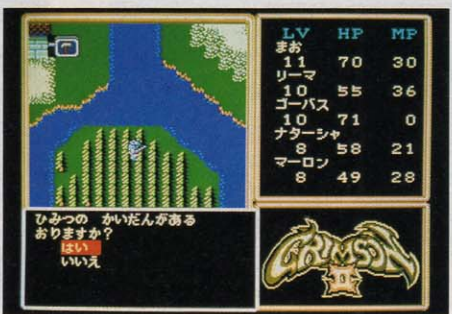 LV HP MP
まお
11 70 30
リーマ
10 55 36
ゴーバス
10 71 0
ナターシャ
8 58 21
マーロン
8 49 28
ひみつの かいだんがある
おりますか?
はい
いいえ
CRIMSON
II